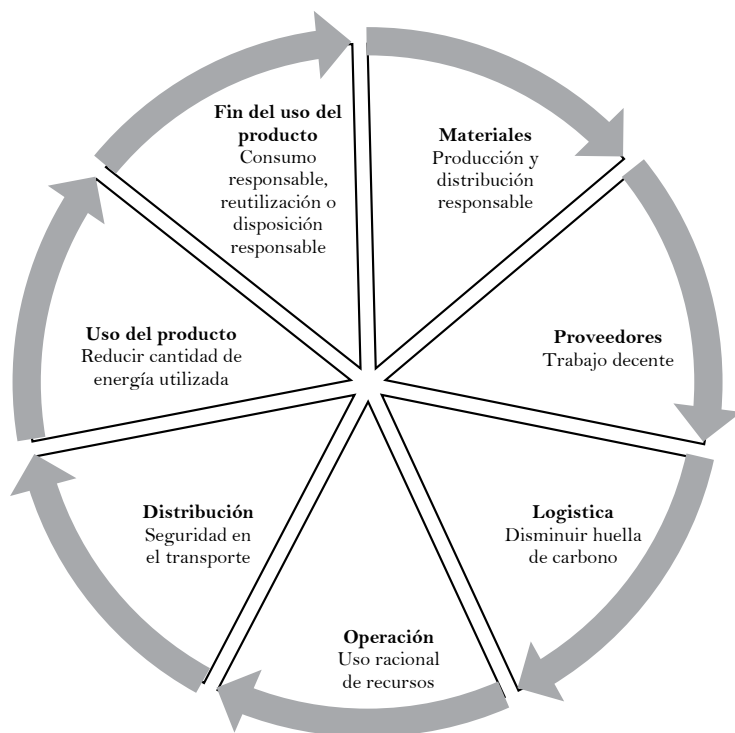 Fin del uso del
producto
Consumo
responsable,
reutilización o
disposición
responsable
Materiales
Producción y
distribución
responsable
Proveedores
Trabajo decente
Logistica
Disminuir huella
de carbono
Operación
Uso racional
de recursos
Distribución
Seguridad en
el transporte
Uso del producto
Reducir cantidad de
energía utilizada